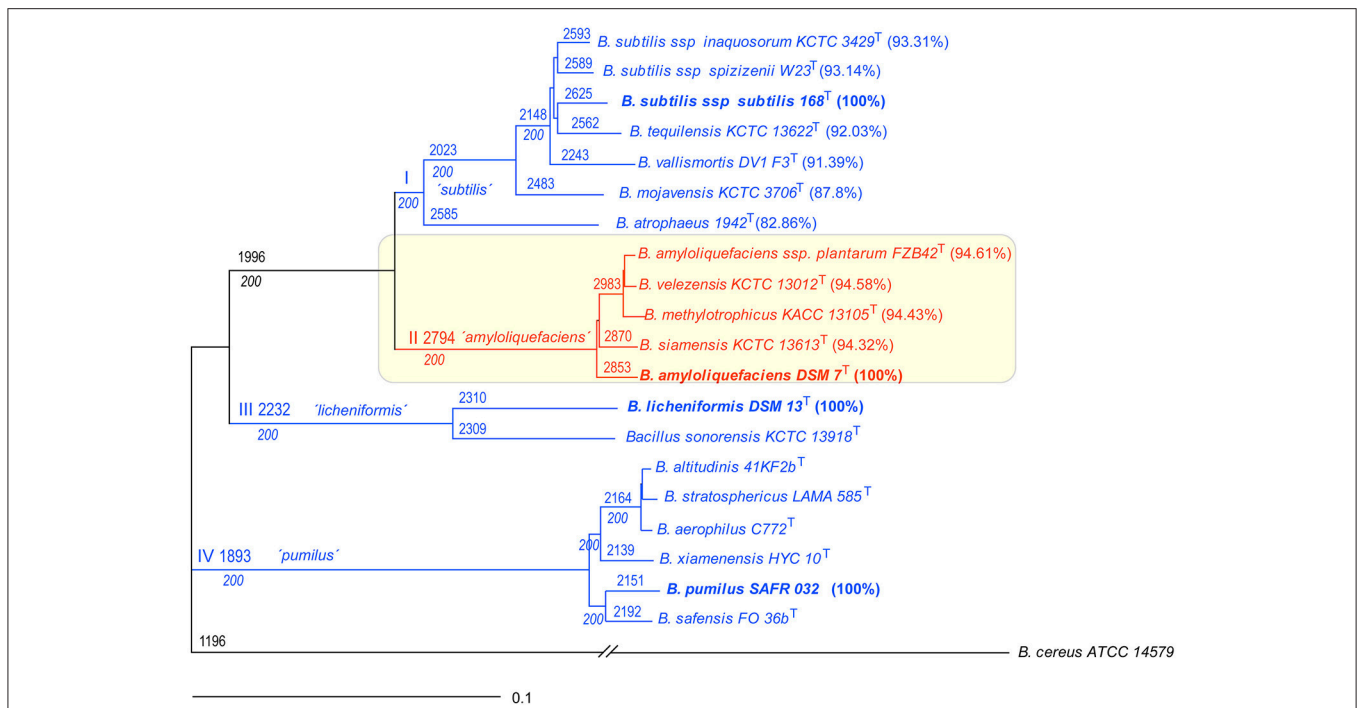 2593 B. subtilis ssp inaquosorum KCTC 3429T (93.31%)
2589 B. subtilis ssp spizizenii W23T (93.14%)
2625 B. subtilis ssp subtilis 168T (100%)
2148
200
2562 B. tequilensis KCTC 13622T (92.03%)
2023
200
2243 B. vallismortis DV1 F3T (91.39%)
I
200
´subtilis´
2483 B. mojavensis KCTC 3706T (87.8%)
2585 B. atrophaeus 1942T (82.86%)
B. amyloliquefaciens ssp. plantarum FZB42T (94.61%)
1996
200
2983 B. velezensis KCTC 13012T (94.58%)
B. methylotrophicus KACC 13105T (94.43%)
II 2794 ´amyloliquefaciens´
200
2870 B. siamensis KCTC 13613T (94.32%)
2853 B. amyloliquefaciens DSM 7T (100%)
III 2232 ´licheniformis´
200
2310 B. licheniformis DSM 13T (100%)
2309 Bacillus sonorensis KCTC 13918T
B. altitudinis 41KF2bT
2164
200
B. stratosphericus LAMA 585T
B. aerophilus C772T
200
2139 B. xiamenensis HYC 10T
IV 1893 ´pumilus´
200
2151 B. pumilus SAFR 032 (100%)
200
2192 B. safensis FO 36bT
1196 B. cereus ATCC 14579
0.1